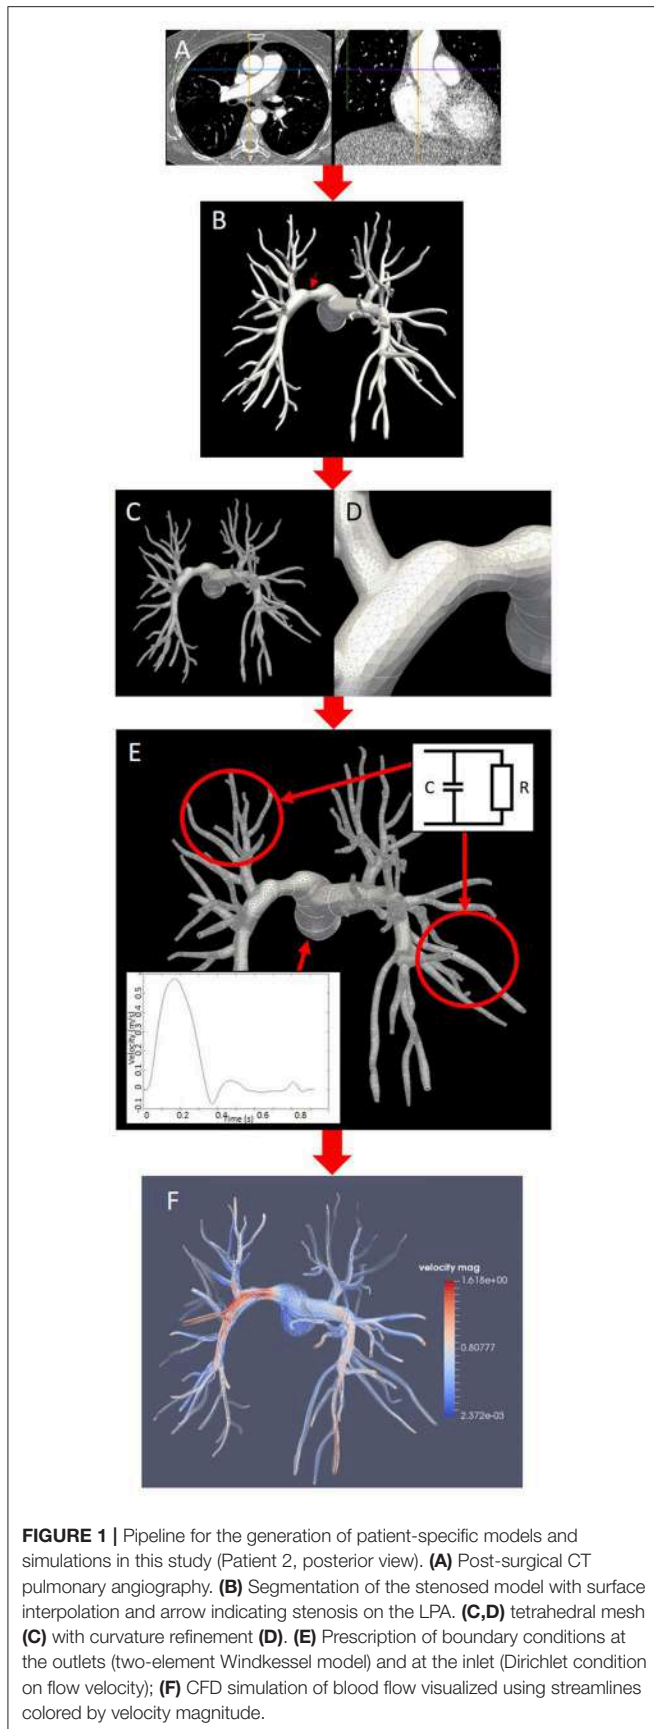 A
B
C
D
E
C
R
Velocity (m/s)
-0.1 0 0.1 0.2 0.3 0.4 0.5
0 0.2 0.4 0.6 0.8
Time (s)
F
velocity mag
1.618e+00
0.80777
2.372e-03
FIGURE 1 | Pipeline for the generation of patient-specific models and
simulations in this study (Patient 2, posterior view). (A) Post-surgical CT
pulmonary angiography. (B) Segmentation of the stenosed model with surface
interpolation and arrow indicating stenosis on the LPA. (C,D) tetrahedral mesh
(C) with curvature refinement (D). (E) Prescription of boundary conditions at
the outlets (two-element Windkessel model) and at the inlet (Dirichlet condition
on flow velocity); (F) CFD simulation of blood flow visualized using streamlines
colored by velocity magnitude.